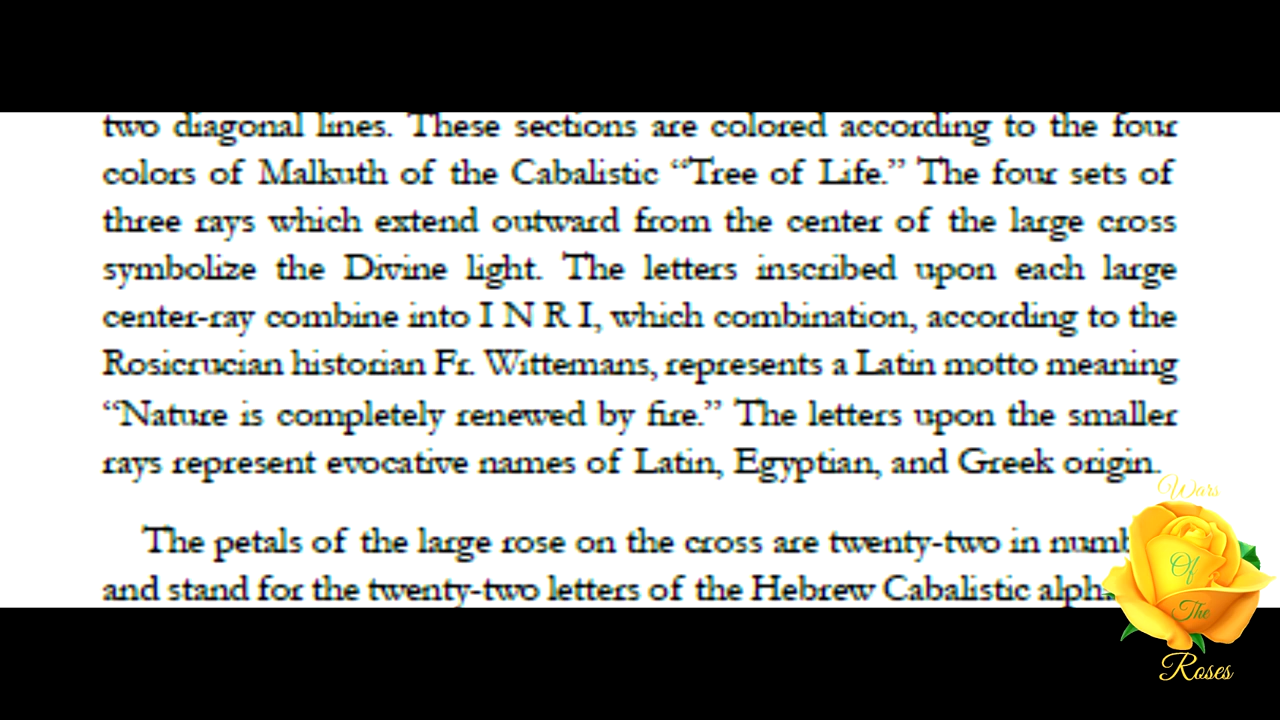 two diagonal lines. These sections are colored according to the four
colors of Malkuth of the Cabalistic “Tree of Life.” The four sets of
three rays which extend outward from the center of the large cross
symbolize the Divine light. The letters inscribed upon each large
center-ray combine into I N R I, which combination, according to the
Rosicrucian historian Fr. Wittemans, represents a Latin motto meaning
“Nature is completely renewed by fire.” The letters upon the smaller
rays represent evocative names of Latin, Egyptian, and Greek origin.
The petals of the large rose on the cross are twenty-two in
and stand for the twenty-two letters of the Hebrew Cabalistic
Wars
Of
The
Roses